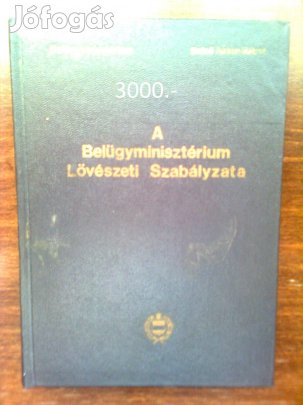 Jófogás
3000.-
A
Belügyminisztérium
Lövészeti Szabályzata